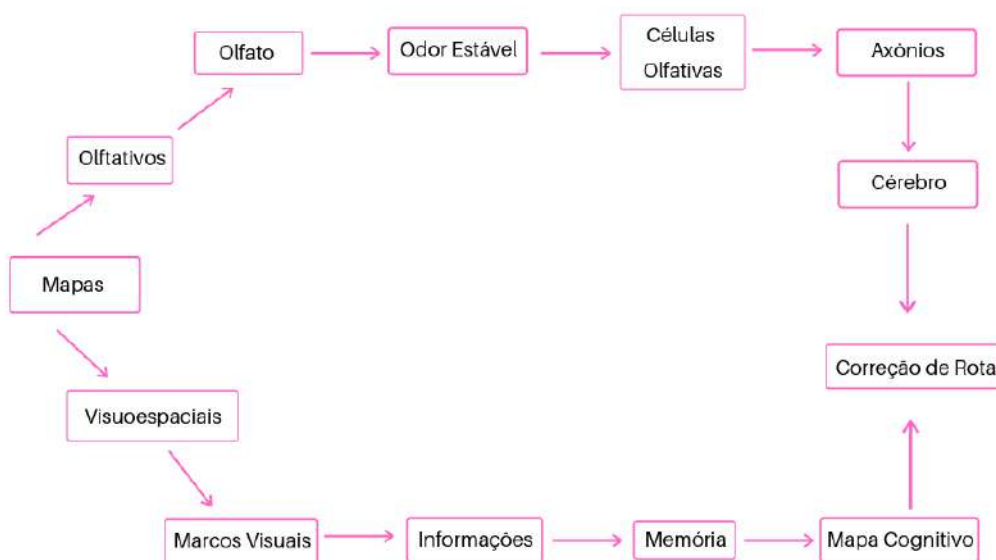 Olfato
Odor Estável
Células
Olfativas
Axônios
Olftativos
Cérebro
Mapas
Correção de Rota
Visuoespaciais
Marcos Visuais
Informações
Memória
Mapa Cognitivo